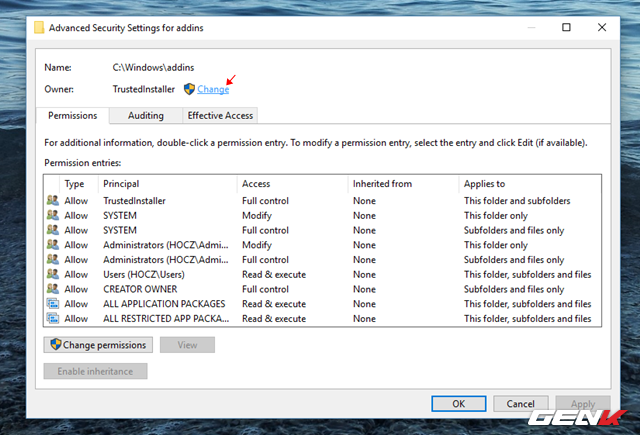 Advanced Security Settings for addins
Name: C:\Windows\addins
Owner: TrustedInstaller Change
Permissions Auditing Effective Access
For additional information, double-click a permission entry. To modify a permission entry, select the entry and click Edit (if available).
Permission entries:
Type Principal Access Inherited from Applies to
Allow TrustedInstaller Full control None This folder and subfolders
Allow SYSTEM Modify None This folder only
Allow SYSTEM Full control None Subfolders and files only
Allow Administrators (HOCZ\Admi... Modify None This folder only
Allow Administrators (HOCZ\Admi... Full control None Subfolders and files only
Allow Users (HOCZ\Users) Read & execute None This folder, subfolders and files
Allow CREATOR OWNER Full control None Subfolders and files only
Allow ALL APPLICATION PACKAGES Read & execute None This folder, subfolders and files
Allow ALL RESTRICTED APP PACKA... Read & execute None This folder, subfolders and files
Change permissions View
Enable inheritance
OK Cancel Apply
GENK